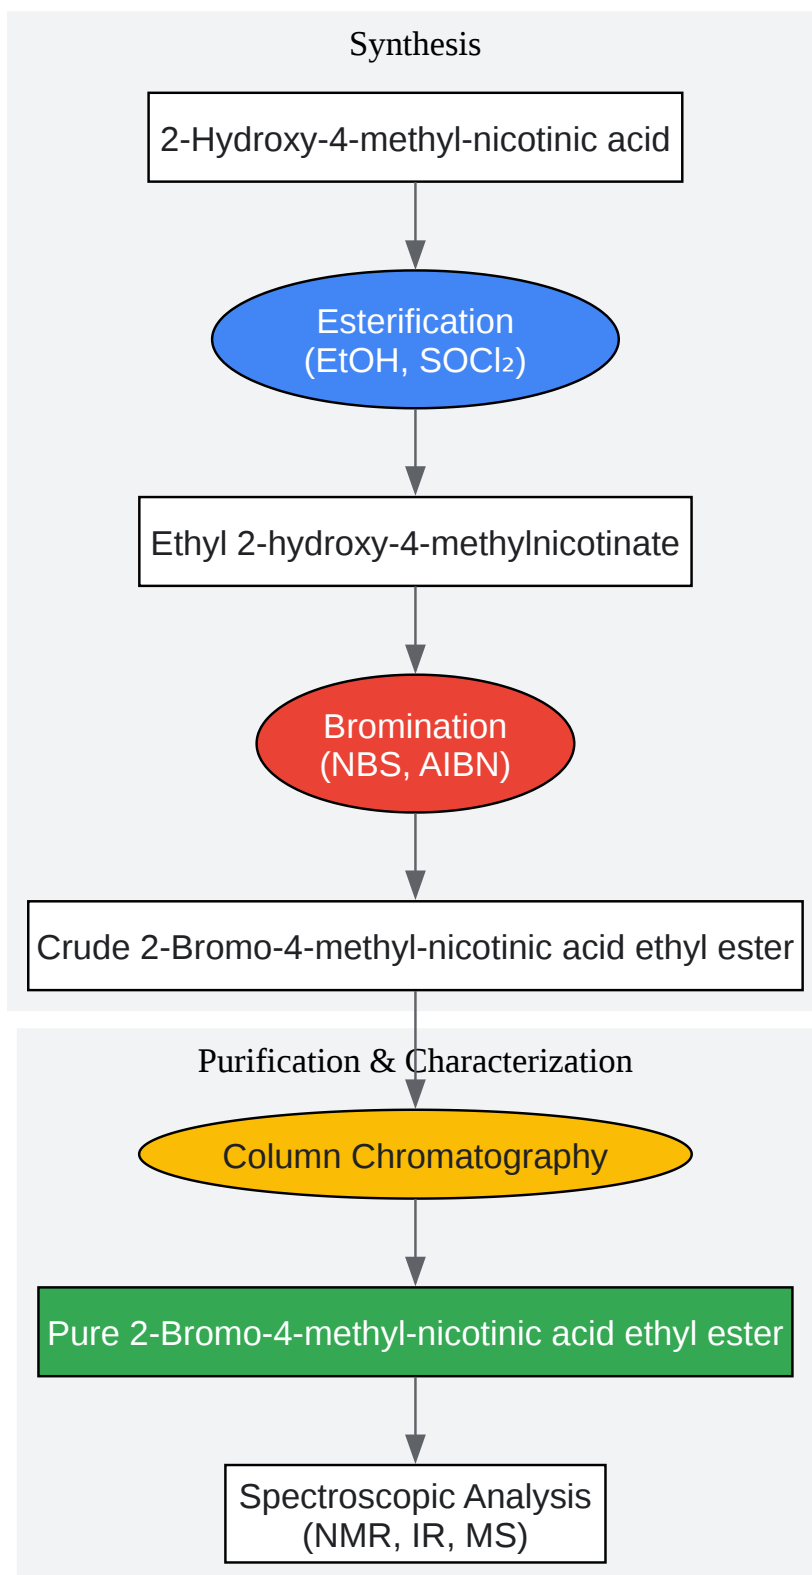 Synthesis
2-Hydroxy-4-methyl-nicotinic acid
Esterification
(EtOH, SOCl₂)
Ethyl 2-hydroxy-4-methylnicotinate
Bromination
(NBS, AIBN)
Crude 2-Bromo-4-methyl-nicotinic acid ethyl ester
Purification & Characterization
Column Chromatography
Pure 2-Bromo-4-methyl-nicotinic acid ethyl ester
Spectroscopic Analysis
(NMR, IR, MS)